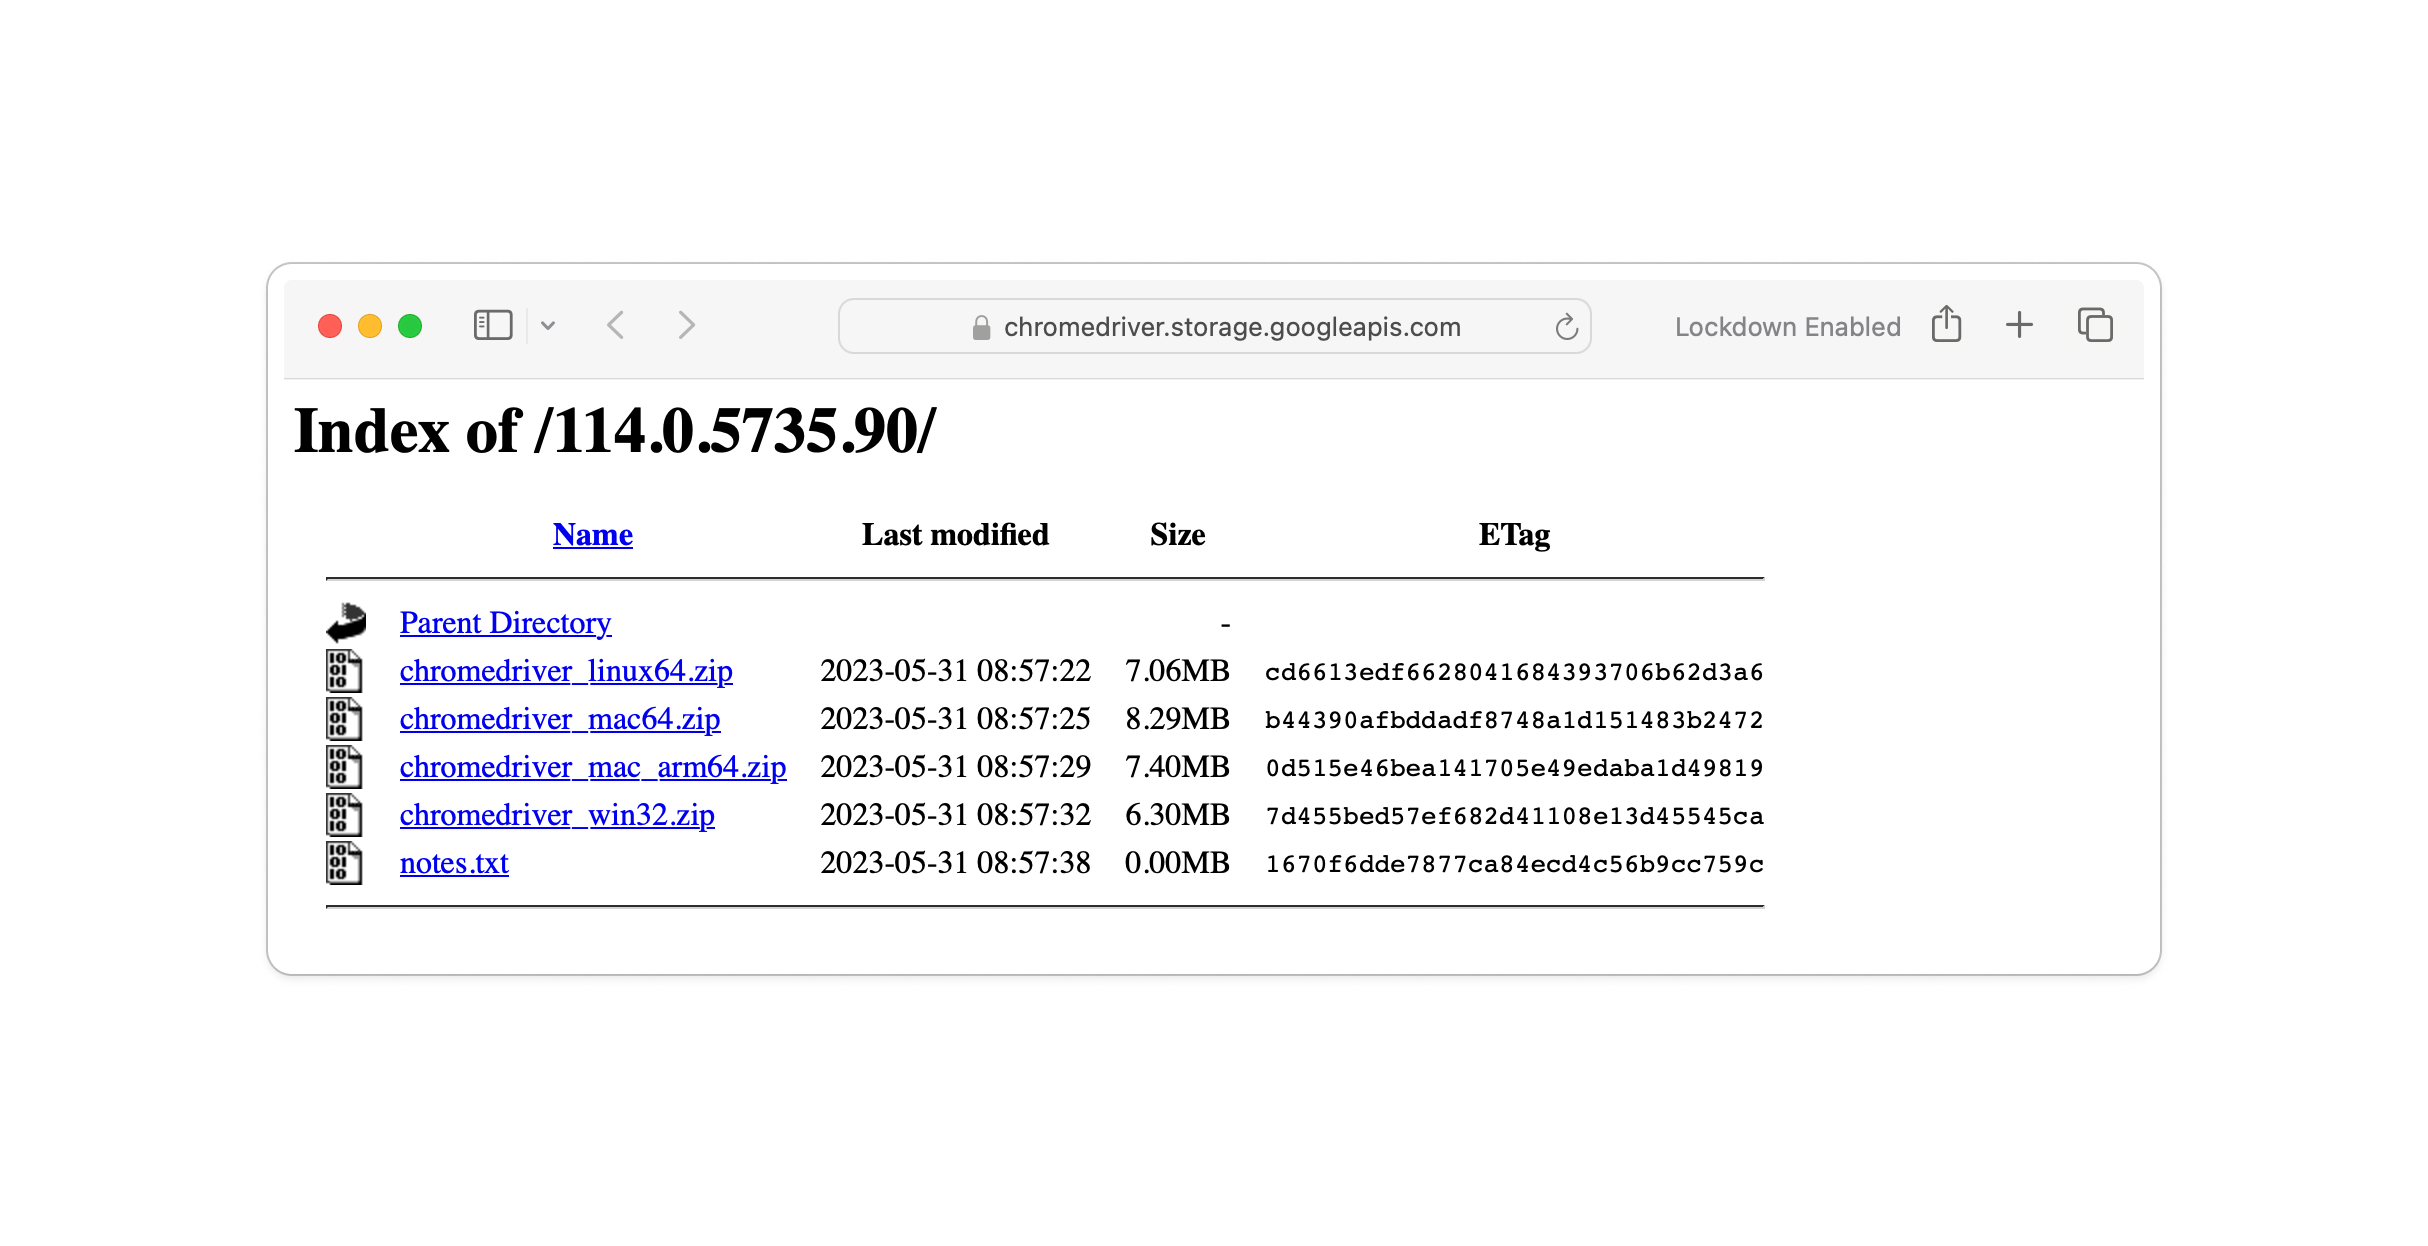 chromedriver.storage.googleapis.com
Lockdown Enabled
Index of /114.0.5735.90/
Name Last modified Size ETag
Parent Directory -
chromedriver_linux64.zip 2023-05-31 08:57:22 7.06MB cd6613edf6628041684393706b62d3a6
chromedriver_mac64.zip 2023-05-31 08:57:25 8.29MB b44390afbddadf8748a1d151483b2472
chromedriver_mac_arm64.zip 2023-05-31 08:57:29 7.40MB 0d515e46bea141705e49edaba1d49819
chromedriver_win32.zip 2023-05-31 08:57:32 6.30MB 7d455bed57ef682d41108e13d45545ca
notes.txt 2023-05-31 08:57:38 0.00MB 1670f6dde7877ca84ecd4c56b9cc759c